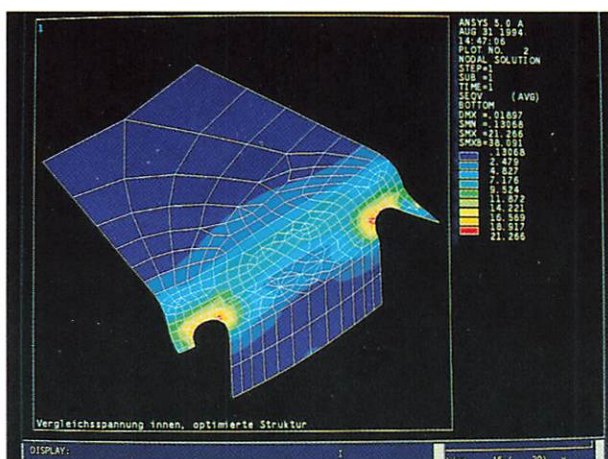 1
ANSYS 5.0 A
AUG 31 1994
14:47:06
PLOT NO. 2
NODAL SOLUTION
STEP=1
SUB =1
TIME=1
SEQV (AVG)
BOTTOM
DMX =.01897
SMN =.13068
SMX =21.266
SMXB=38.091
.13068
2.479
4.827
7.176
9.524
11.872
14.221
16.569
18.917
21.266
Vergleichsspannung innen, optimierte Struktur
DISPLAY: